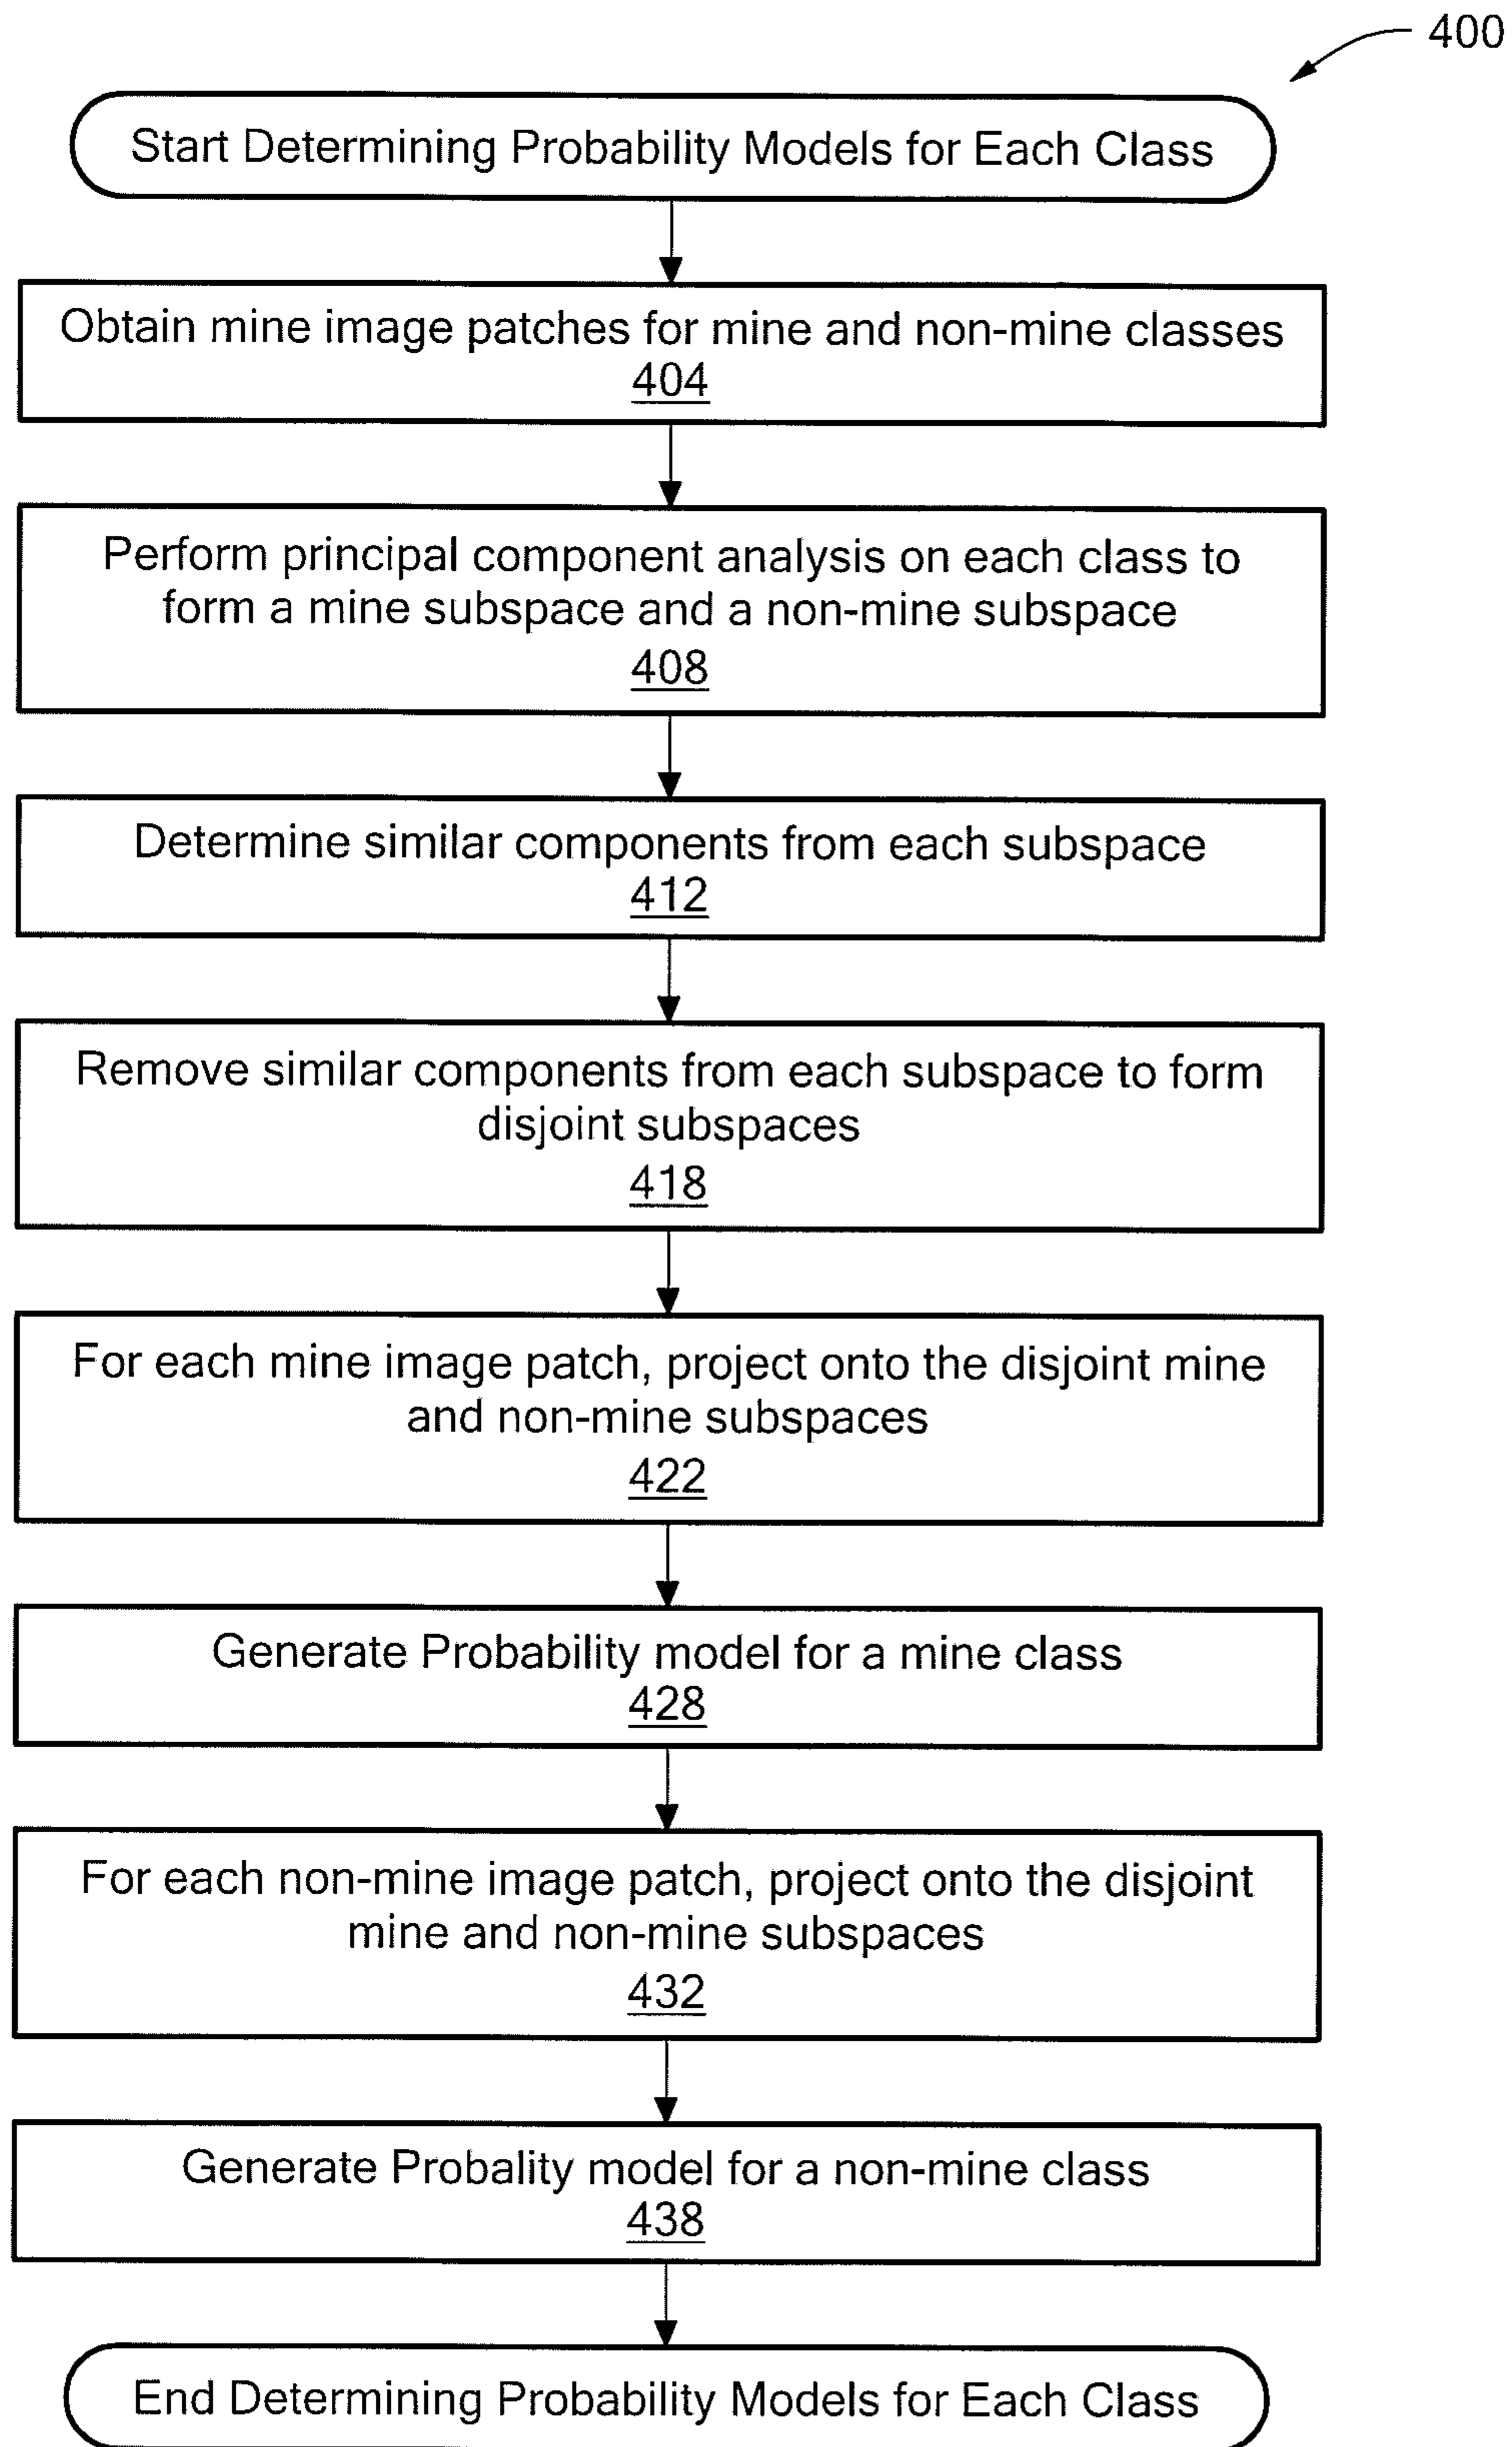 400
Start Determining Probability Models for Each Class
Obtain mine image patches for mine and non-mine classes
404
Perform principal component analysis on each class to
form a mine subspace and a non-mine subspace
408
Determine similar components from each subspace
412
Remove similar components from each subspace to form
disjoint subspaces
418
For each mine image patch, project onto the disjoint mine
and non-mine subspaces
422
Generate Probability model for a mine class
428
For each non-mine image patch, project onto the disjoint
mine and non-mine subspaces
432
Generate Probality model for a non-mine class
438
End Determining Probability Models for Each Class